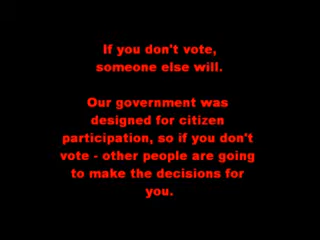 If you don't vote,
someone else will.
Our government was
designed for citizen
participation, so if you don't
vote - other people are going
to make the decisions for
you.